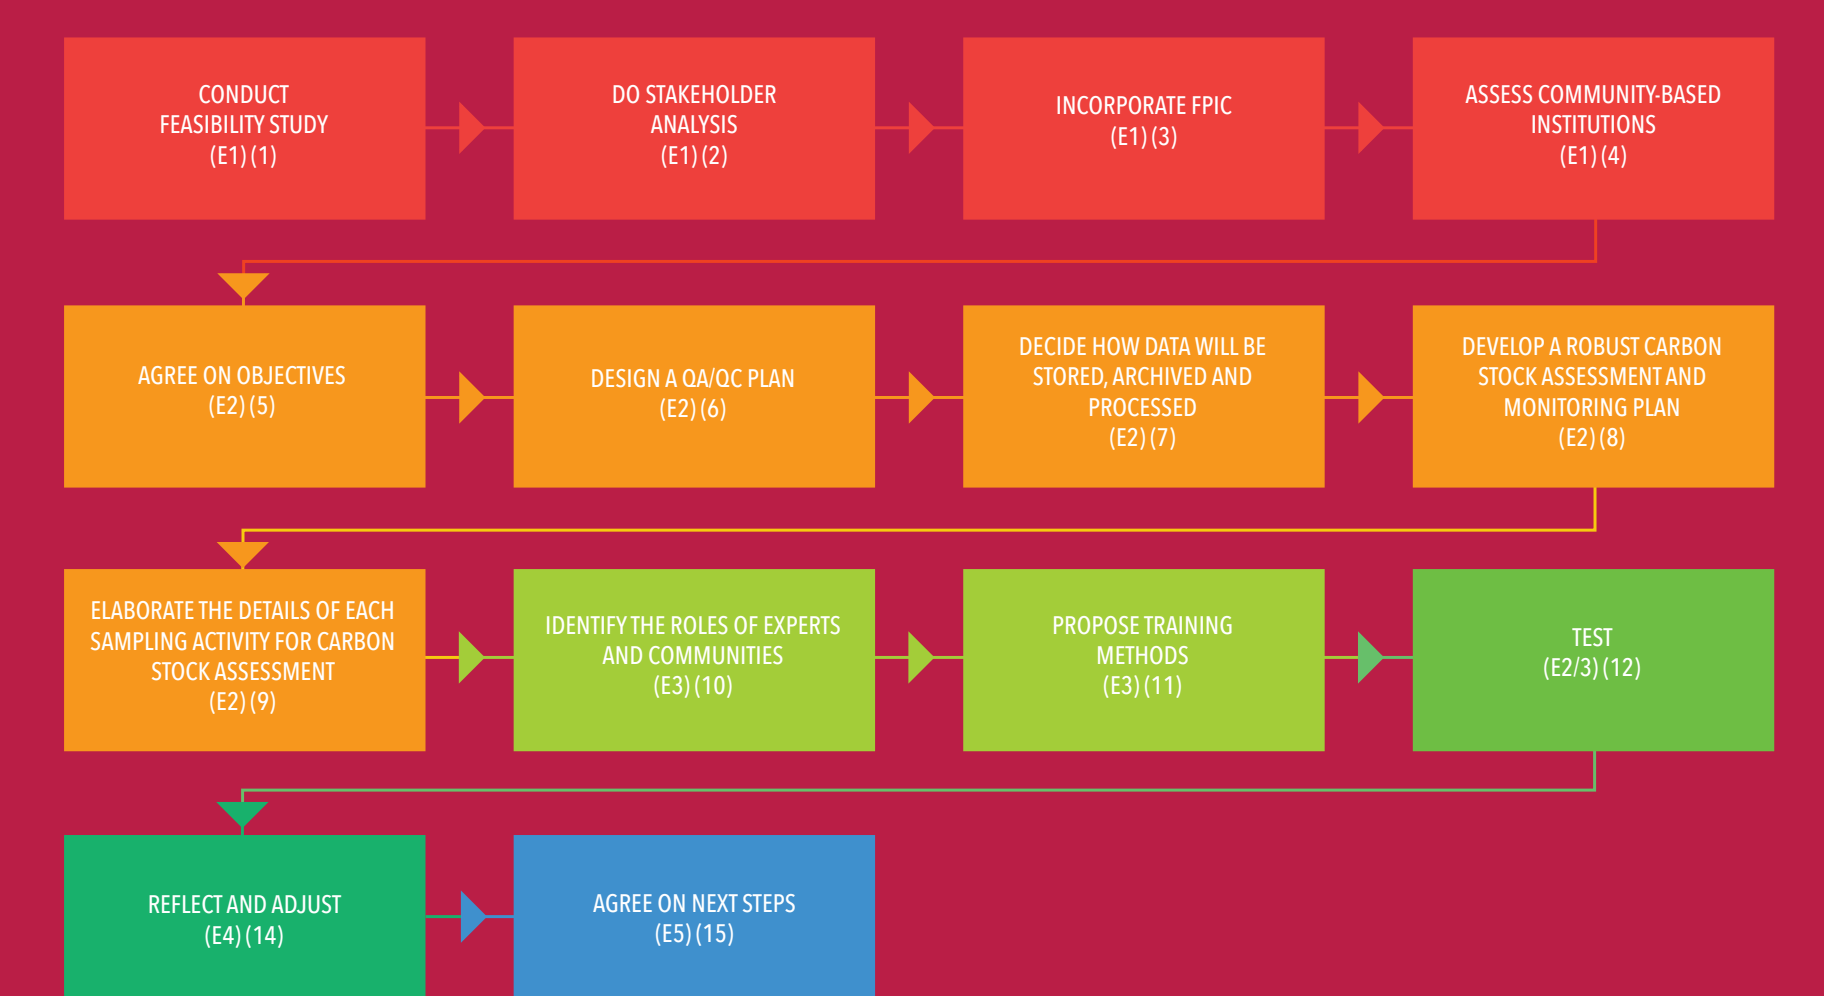 CONDUCT
FEASIBILITY STUDY
(E1) (1)
DO STAKEHOLDER
ANALYSIS
(E1) (2)
INCORPORATE FPIC
(E1) (3)
ASSESS COMMUNITY-BASED
INSTITUTIONS
(E1) (4)
AGREE ON OBJECTIVES
(E2) (5)
DESIGN A QA/QC PLAN
(E2) (6)
DECIDE HOW DATA WILL BE
STORED, ARCHIVED AND
PROCESSED
(E2) (7)
DEVELOP A ROBUST CARBON
STOCK ASSESSMENT AND
MONITORING PLAN
(E2) (8)
ELABORATE THE DETAILS OF EACH
SAMPLING ACTIVITY FOR CARBON
STOCK ASSESSMENT
(E2) (9)
IDENTIFY THE ROLES OF EXPERTS
AND COMMUNITIES
(E3) (10)
PROPOSE TRAINING
METHODS
(E3) (11)
TEST
(E2/3) (12)
REFLECT AND ADJUST
(E4) (14)
AGREE ON NEXT STEPS
(E5) (15)